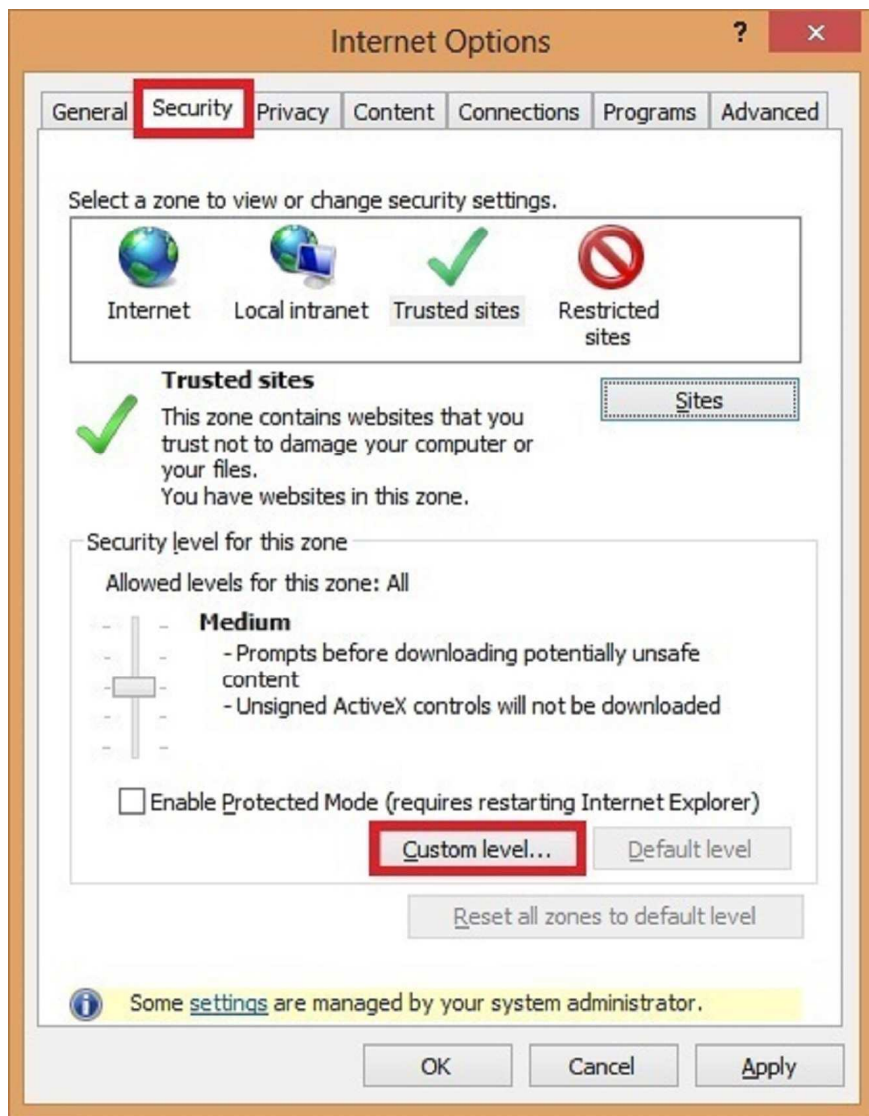 Internet Options
?
General Security Privacy Content Connections Programs Advanced
Select a zone to view or change security settings.
Internet Local intranet Trusted sites Restricted
sites
Trusted sites
Sites
This zone contains websites that you
trust not to damage your computer or
your files.
You have websites in this zone.
Security level for this zone
Allowed levels for this zone: All
Medium
- Prompts before downloading potentially unsafe
content
- Unsigned ActiveX controls will not be downloaded
Enable Protected Mode (requires restarting Internet Explorer)
Custom level... Default level
Reset all zones to default level
Some settings are managed by your system administrator.
OK Cancel Apply